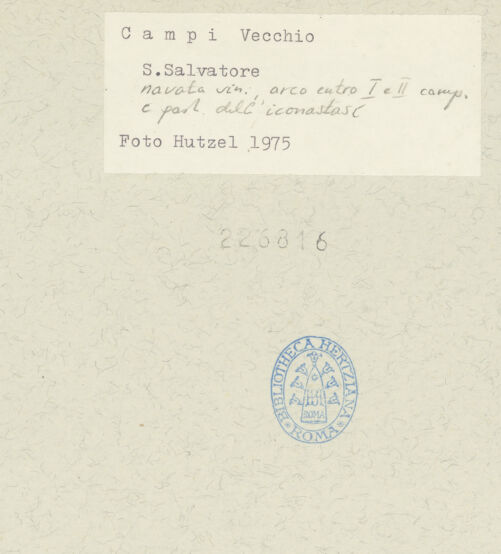 Campi Vecchio
S.Salvatore
navata sin., arco entro I e II camp.
e part. dell'iconostasi
Foto Hutzel 1975
226816
BIBLIOTHECA HERTZIANA
ROMA
ROMA